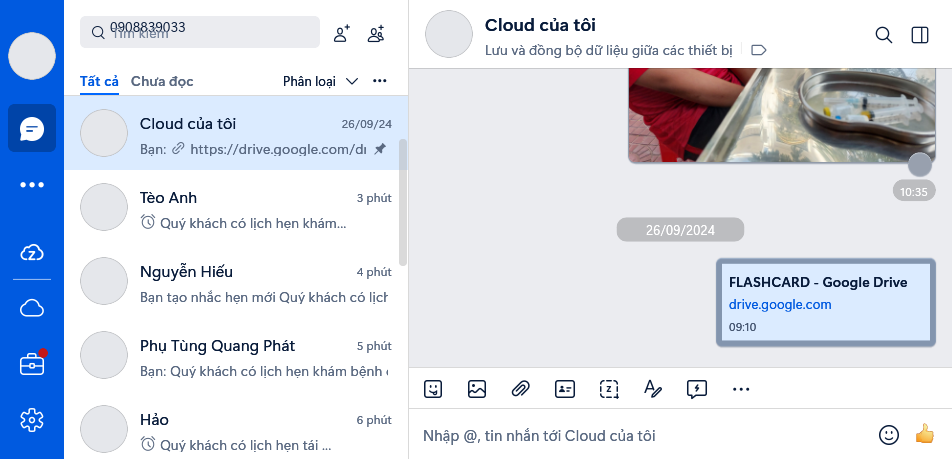 0908839033
Tìm kiếm
Tất cả Chưa đọc Phân loại
Cloud của tôi 26/09/24
Bạn: https://drive.google.com/dr
Tèo Anh 3 phút
Quý khách có lịch hẹn khám...
Nguyễn Hiếu 4 phút
Bạn tạo nhắc hẹn mới Quý khách có lịch
Phụ Tùng Quang Phát 5 phút
Bạn: Quý khách có lịch hẹn khám bệnh
Hảo 6 phút
Quý khách có lịch hẹn tái ...
Cloud của tôi
Lưu và đồng bộ dữ liệu giữa các thiết bị
10:35
26/09/2024
FLASHCARD - Google Drive
drive.google.com
09:10
Nhập @, tin nhắn tới Cloud của tôi